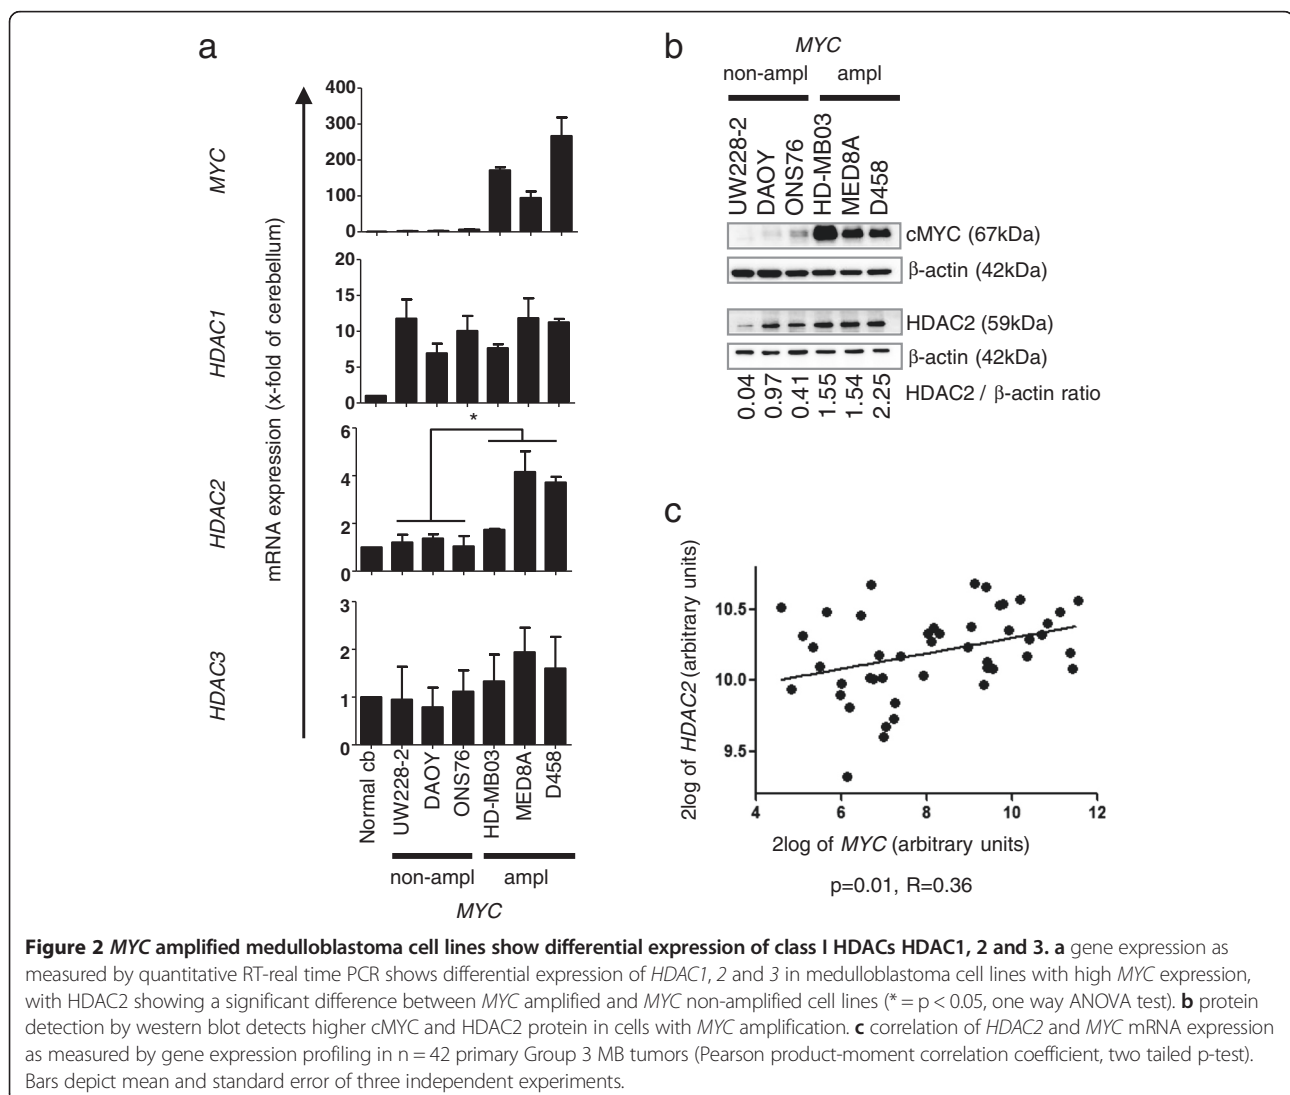 a
MYC
400
300
200
100
0
HDAC1
20
15
10
5
0
HDAC2
6
4
2
0
*
HDAC3
3
2
1
0
mRNA expression (x-fold of cerebellum)
Normal cb
UW228-2
DAOY
ONS76
HD-MB03
MED8A
D458
non-ampl ampl
MYC
b
MYC
non-ampl ampl
UW228-2
DAOY
ONS76
HD-MB03
MED8A
D458
cMYC (67kDa)
β-actin (42kDa)
HDAC2 (59kDa)
β-actin (42kDa)
0.04
0.97
0.41
1.55
1.54
2.25
HDAC2 / β-actin ratio
c
2log of HDAC2 (arbitrary units)
10.5
10.0
9.5
4 6 8 10 12
2log of MYC (arbitrary units)
p=0.01, R=0.36
Figure 2 MYC amplified medulloblastoma cell lines show differential expression of class I HDACs HDAC1, 2 and 3. a gene expression as
measured by quantitative RT-real time PCR shows differential expression of HDAC1, 2 and 3 in medulloblastoma cell lines with high MYC expression,
with HDAC2 showing a significant difference between MYC amplified and MYC non-amplified cell lines (* = p < 0.05, one way ANOVA test). b protein
detection by western blot detects higher cMYC and HDAC2 protein in cells with MYC amplification. c correlation of HDAC2 and MYC mRNA expression
as measured by gene expression profiling in n = 42 primary Group 3 MB tumors (Pearson product-moment correlation coefficient, two tailed p-test).
Bars depict mean and standard error of three independent experiments.